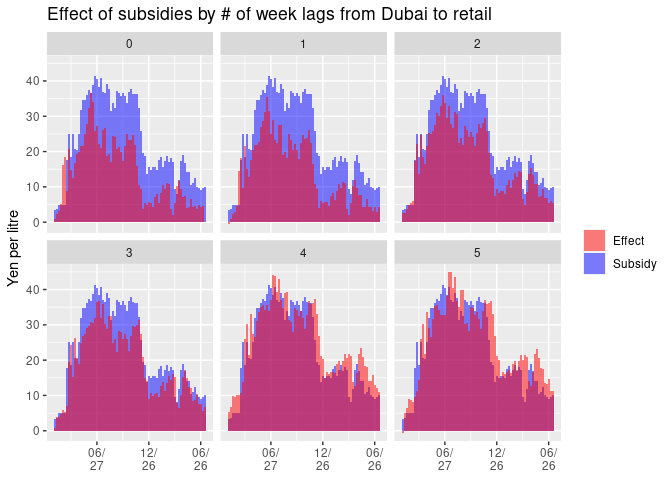 Effect of subsidies by # of week lags from Dubai to retail
0 1 2
40
30
20
10
0
Yen per litre
Effect
Subsidy
3 4 5
40
30
20
10
0
06/ 12/ 06/ 06/ 12/ 06/ 06/ 12/ 06/
27 26 26 27 26 26 27 26 26